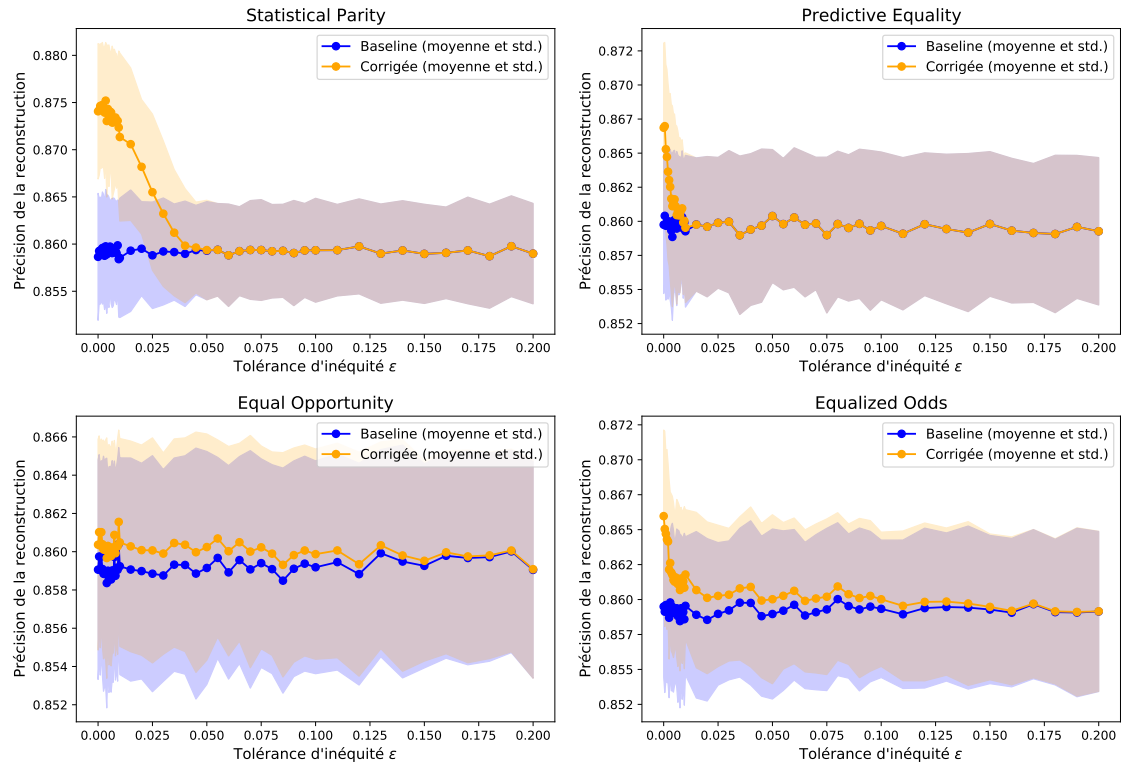 Statistical Parity
Baseline (moyenne et std.)
Corrigée (moyenne et std.)
Précision de la reconstruction
0.880
0.875
0.870
0.865
0.860
0.855
0.000 0.025 0.050 0.075 0.100 0.125 0.150 0.175 0.200
Tolérance d'inéquité ε
Predictive Equality
Baseline (moyenne et std.)
Corrigée (moyenne et std.)
Précision de la reconstruction
0.872
0.870
0.867
0.865
0.862
0.860
0.857
0.855
0.852
0.000 0.025 0.050 0.075 0.100 0.125 0.150 0.175 0.200
Tolérance d'inéquité ε
Equal Opportunity
Baseline (moyenne et std.)
Corrigée (moyenne et std.)
Précision de la reconstruction
0.866
0.864
0.862
0.860
0.858
0.856
0.854
0.852
0.000 0.025 0.050 0.075 0.100 0.125 0.150 0.175 0.200
Tolérance d'inéquité ε
Equalized Odds
Baseline (moyenne et std.)
Corrigée (moyenne et std.)
Précision de la reconstruction
0.872
0.870
0.867
0.865
0.862
0.860
0.857
0.855
0.852
0.000 0.025 0.050 0.075 0.100 0.125 0.150 0.175 0.200
Tolérance d'inéquité ε